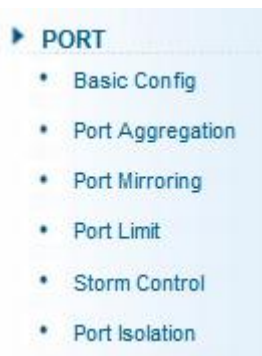 PORT
Basic Config
Port Aggregation
Port Mirroring
Port Limit
Storm Control
Port Isolation